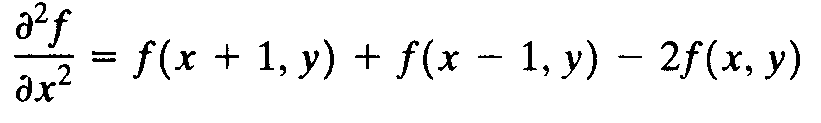 ∂²f/∂x² = f(x + 1, y) + f(x − 1, y) − 2f(x, y)